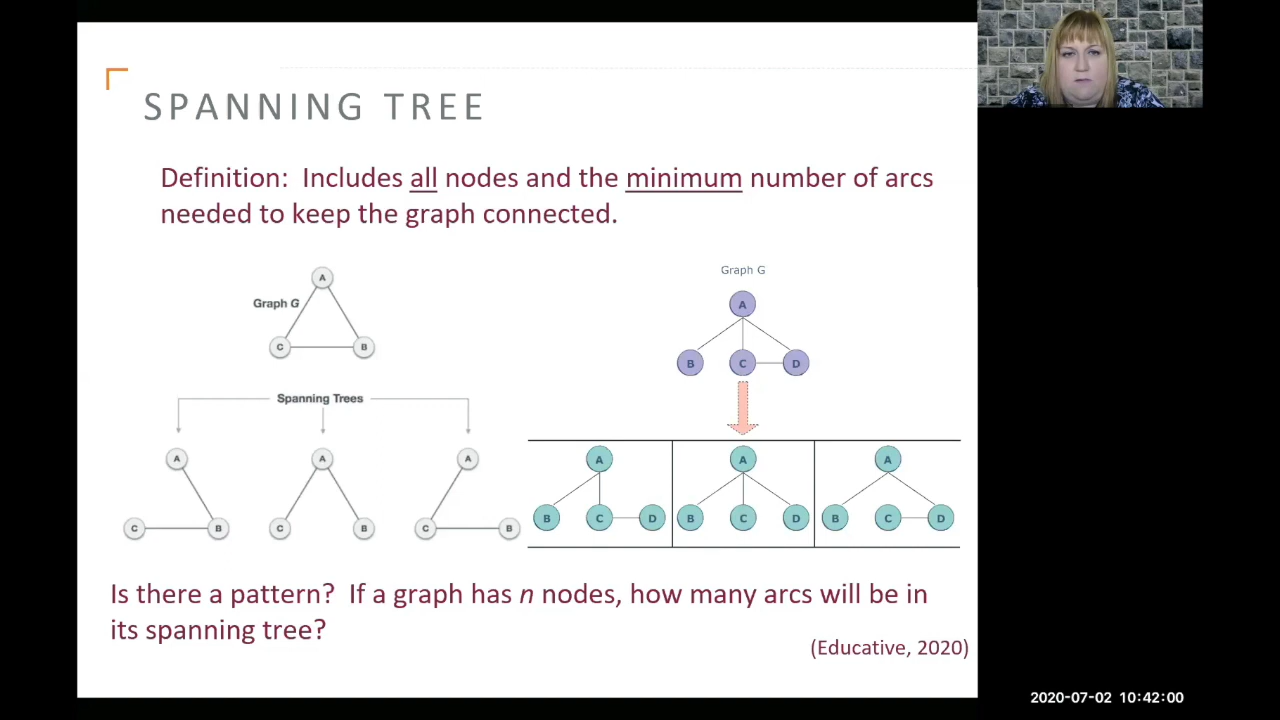 SPANNING TREE
Definition: Includes all nodes and the minimum number of arcs
needed to keep the graph connected.
A
Graph G
C B
Spanning Trees
A A A
C B C B C B
Graph G
A
B C D
A A A
B C D B C D B C D
Is there a pattern? If a graph has n nodes, how many arcs will be in
its spanning tree?
(Educative, 2020)
2020-07-02 10:42:00